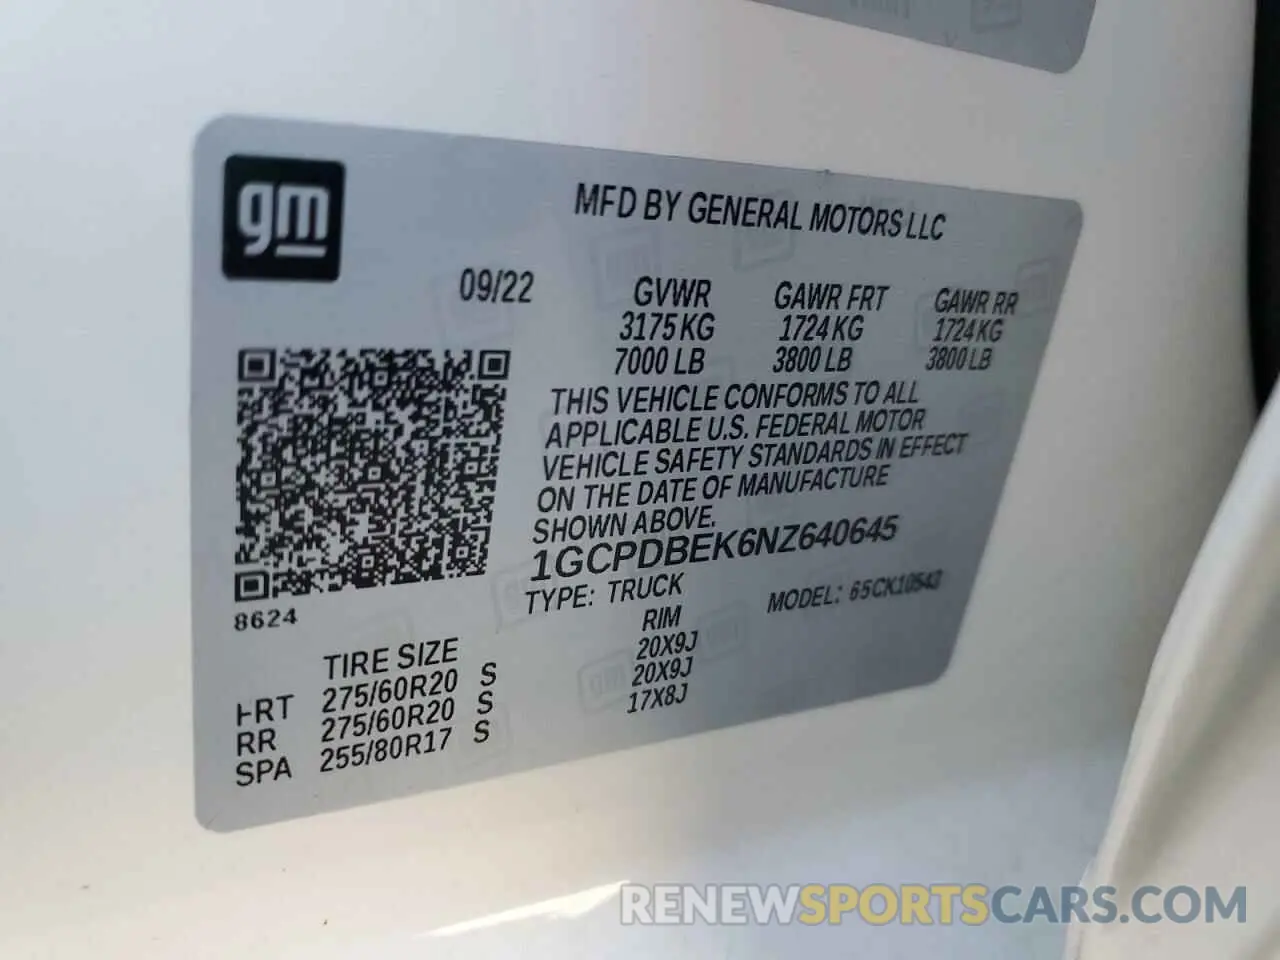 gm
MFD BY GENERAL MOTORS LLC
09/22
GVWR GAWR FRT GAWR RR
3175 KG 1724 KG 1724 KG
7000 LB 3800 LB 3800 LB
THIS VEHICLE CONFORMS TO ALL
APPLICABLE U.S. FEDERAL MOTOR
VEHICLE SAFETY STANDARDS IN EFFECT
ON THE DATE OF MANUFACTURE
SHOWN ABOVE.
1GCPDBEK6NZ640645
TYPE: TRUCK MODEL: 65CK10543
8624
TIRE SIZE RIM
FRT 275/60R20 S 20X9J
RR 275/60R20 S 20X9J
SPA 255/80R17 S 17X8J
RENEWSPORTSCARS.COM